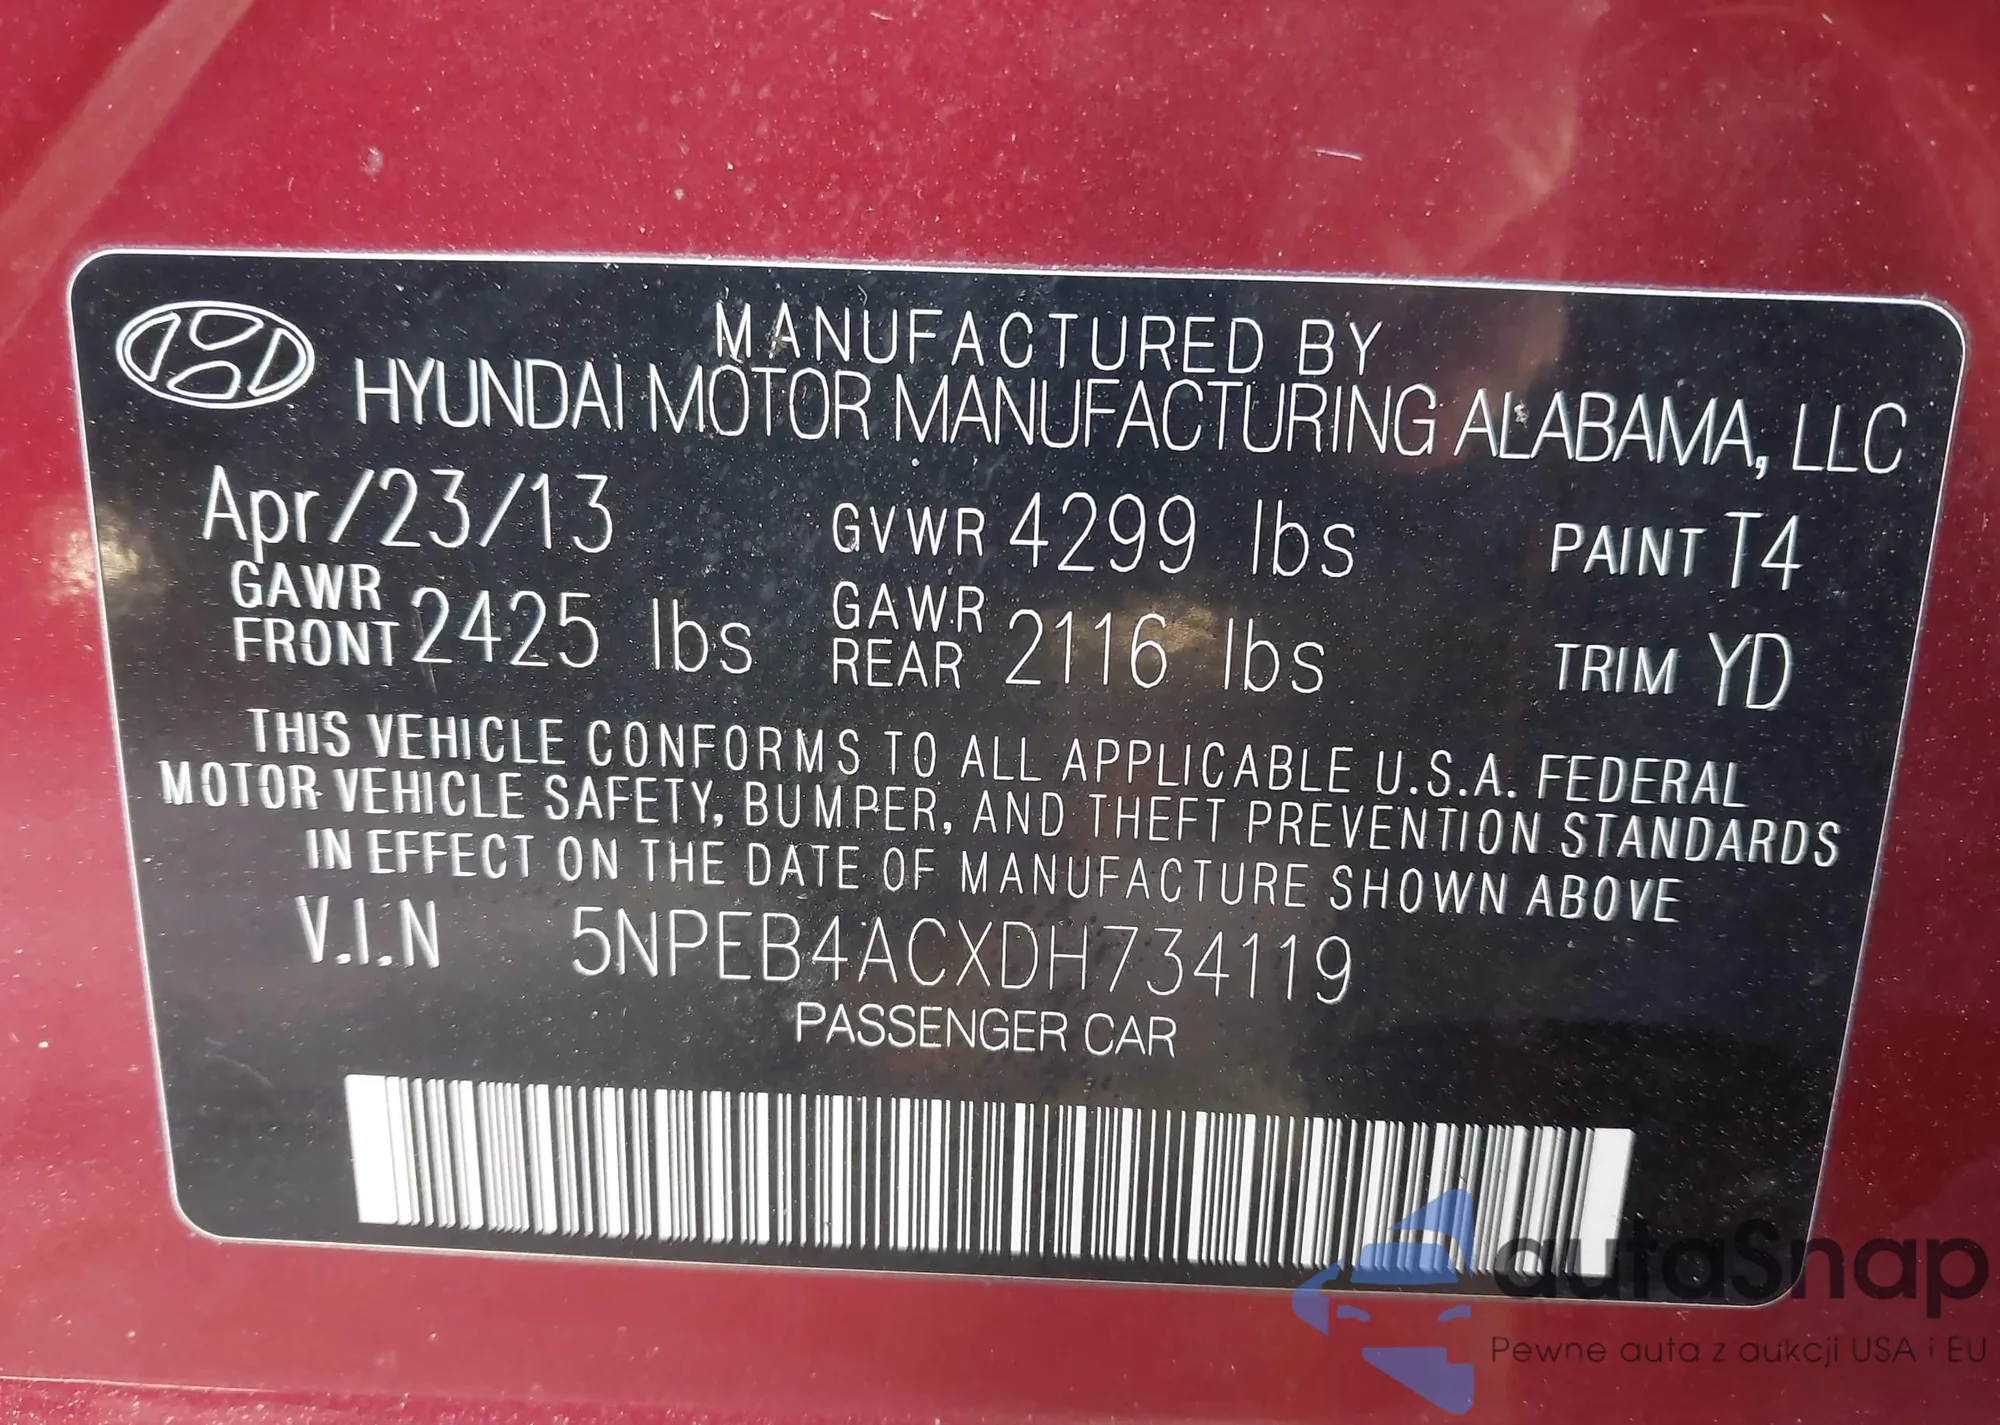 MANUFACTURED BY
HYUNDAI MOTOR MANUFACTURING ALABAMA, LLC
Apr/23/13 GVWR 4299 lbs PAINT T4
GAWR FRONT 2425 lbs GAWR REAR 2116 lbs TRIM YD
THIS VEHICLE CONFORMS TO ALL APPLICABLE U.S.A. FEDERAL
MOTOR VEHICLE SAFETY, BUMPER, AND THEFT PREVENTION STANDARDS
IN EFFECT ON THE DATE OF MANUFACTURE SHOWN ABOVE
V.I.N 5NPEB4ACXDH734119
PASSENGER CAR
autaSnap
Pewne auta z aukcji USA i EU